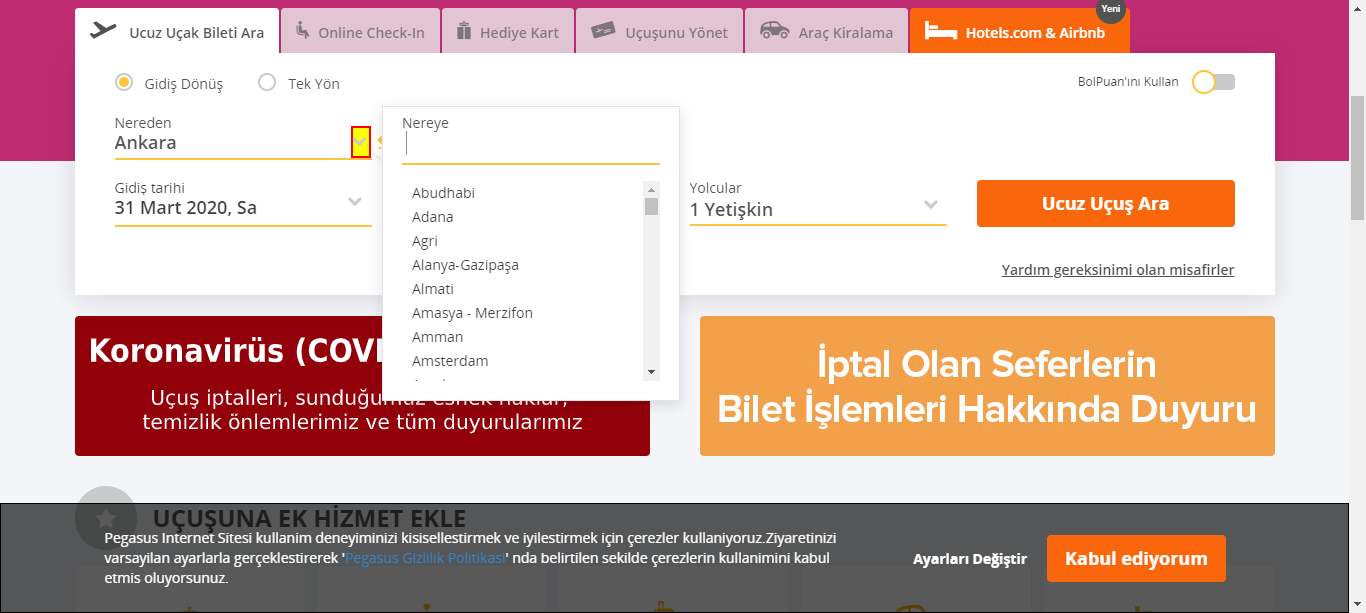 Yeni
Ucuz Uçak Bileti Ara
Online Check-In
Hediye Kart
Uçuşunu Yönet
Araç Kiralama
Hotels.com & Airbnb
Gidiş Dönüş
Tek Yön
BolPuan'ını Kullan
Nereden
Ankara
Nereye
Abudhabi
Adana
Agri
Alanya-Gazipaşa
Almati
Amasya - Merzifon
Amman
Amsterdam
Gidiş tarihi
31 Mart 2020, Sa
Yolcular
1 Yetişkin
Ucuz Uçuş Ara
Yardım gereksinimi olan misafirler
Koronavirüs
Uçuş iptalleri, sunduğumuz esnek haklar,
temizlik önlemlerimiz ve tüm duyurularımız
İptal Olan Seferlerin
Bilet İşlemleri Hakkında Duyuru
UÇUŞUNA EK HİZMET EKLE
Pegasus Internet Sitesi kullanim deneyiminizi kisisellestirmek ve iyilestirmek için çerezler kullaniyoruz.Ziyaretinizi
varsayilan ayarlarla gerçeklestirerek 'Pegasus Gizlilik Politikasi' nda belirtilen sekilde çerezlerin kullanimini kabul
etmis oluyorsunuz.
Ayarları Değiştir
Kabul ediyorum